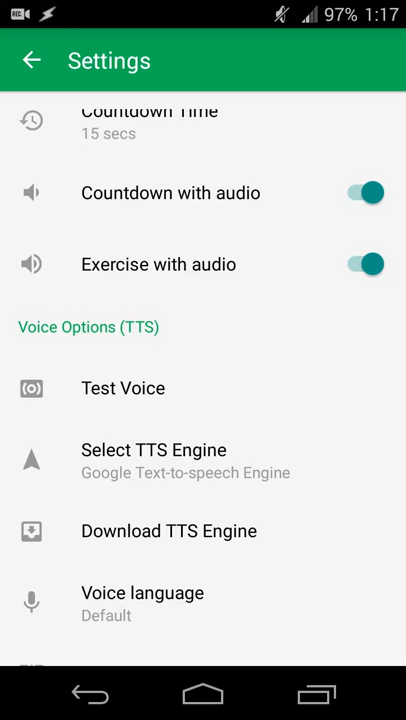 REC
97% 1:17
Settings
Countdown Time
15 secs
Countdown with audio
Exercise with audio
Voice Options (TTS)
Test Voice
Select TTS Engine
Google Text-to-speech Engine
Download TTS Engine
Voice language
Default